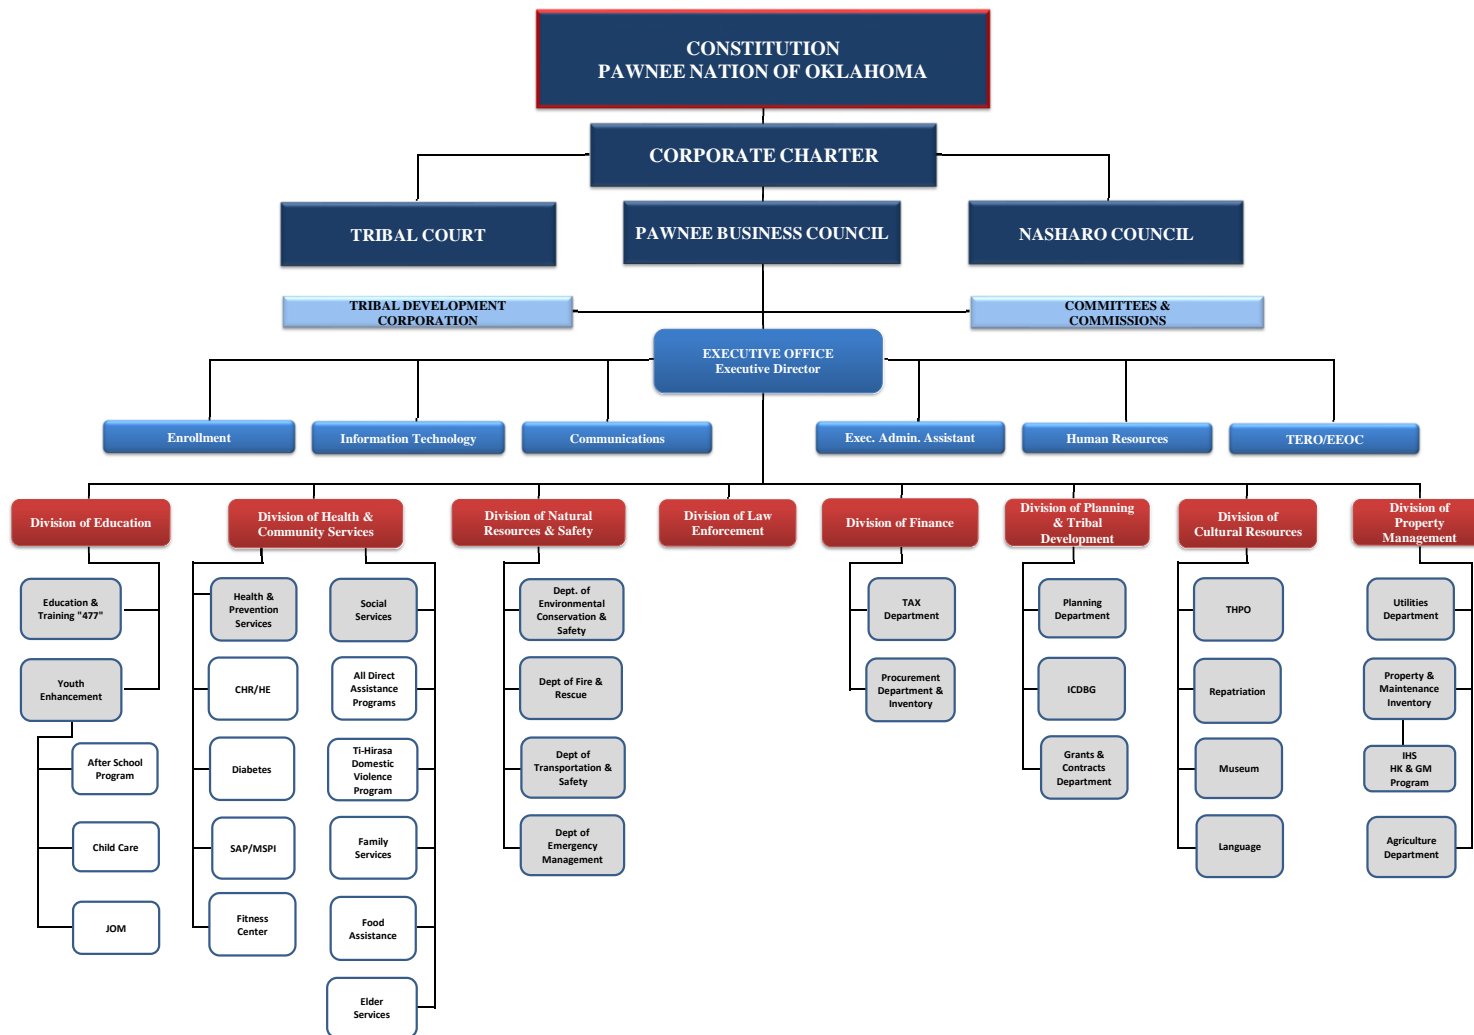 CONSTITUTION
PAWNEE NATION OF OKLAHOMA
CORPORATE CHARTER
TRIBAL COURT
PAWNEE BUSINESS COUNCIL
NASHARO COUNCIL
TRIBAL DEVELOPMENT
CORPORATION
COMMITTEES &
COMMISSIONS
EXECUTIVE OFFICE
Executive Director
Enrollment
Information Technology
Communications
Exec. Admin. Assistant
Human Resources
TERO/EEOC
Division of Education
Division of Health &
Community Services
Division of Natural
Resources & Safety
Division of Law
Enforcement
Division of Finance
Division of Planning
& Tribal
Development
Division of
Cultural Resources
Division of
Property
Management
Education &
Training "477"
Youth
Enhancement
After School
Program
Child Care
JOM
Health &
Prevention
Services
CHR/HE
Diabetes
SAP/MSPI
Fitness
Center
Social
Services
All Direct
Assistance
Programs
Ti-Hirasa
Domestic
Violence
Program
Family
Services
Food
Assistance
Elder
Services
Dept. of
Environmental
Conservation &
Safety
Dept of Fire &
Rescue
Dept of
Transportation &
Safety
Dept of
Emergency
Management
TAX
Department
Procurement
Department &
Inventory
Planning
Department
ICDBG
Grants &
Contracts
Department
THPO
Repatriation
Museum
Language
Utilities
Department
Property &
Maintenance
Inventory
IHS
HK & GM
Program
Agriculture
Department